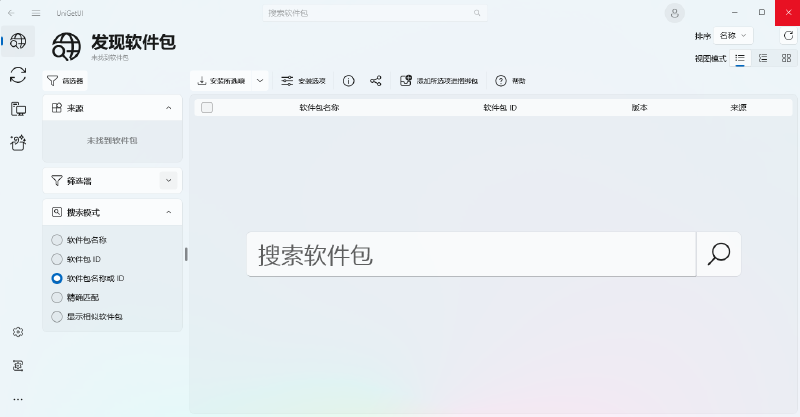 UniGetUI
搜索软件包
发现软件包
未找到软件包
排序
名称
视图模式
筛选器
安装所选项
安装选项
添加所选项进捆绑包
帮助
来源
未找到软件包
筛选器
搜索模式
软件包名称
软件包 ID
软件包名称或 ID
精确匹配
显示相似软件包
软件包名称
软件包 ID
版本
来源
搜索软件包